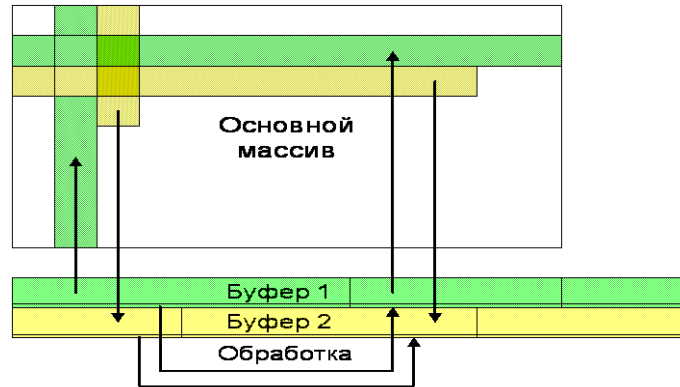 Основной
массив
Буфер 1
Буфер 2
Обработка